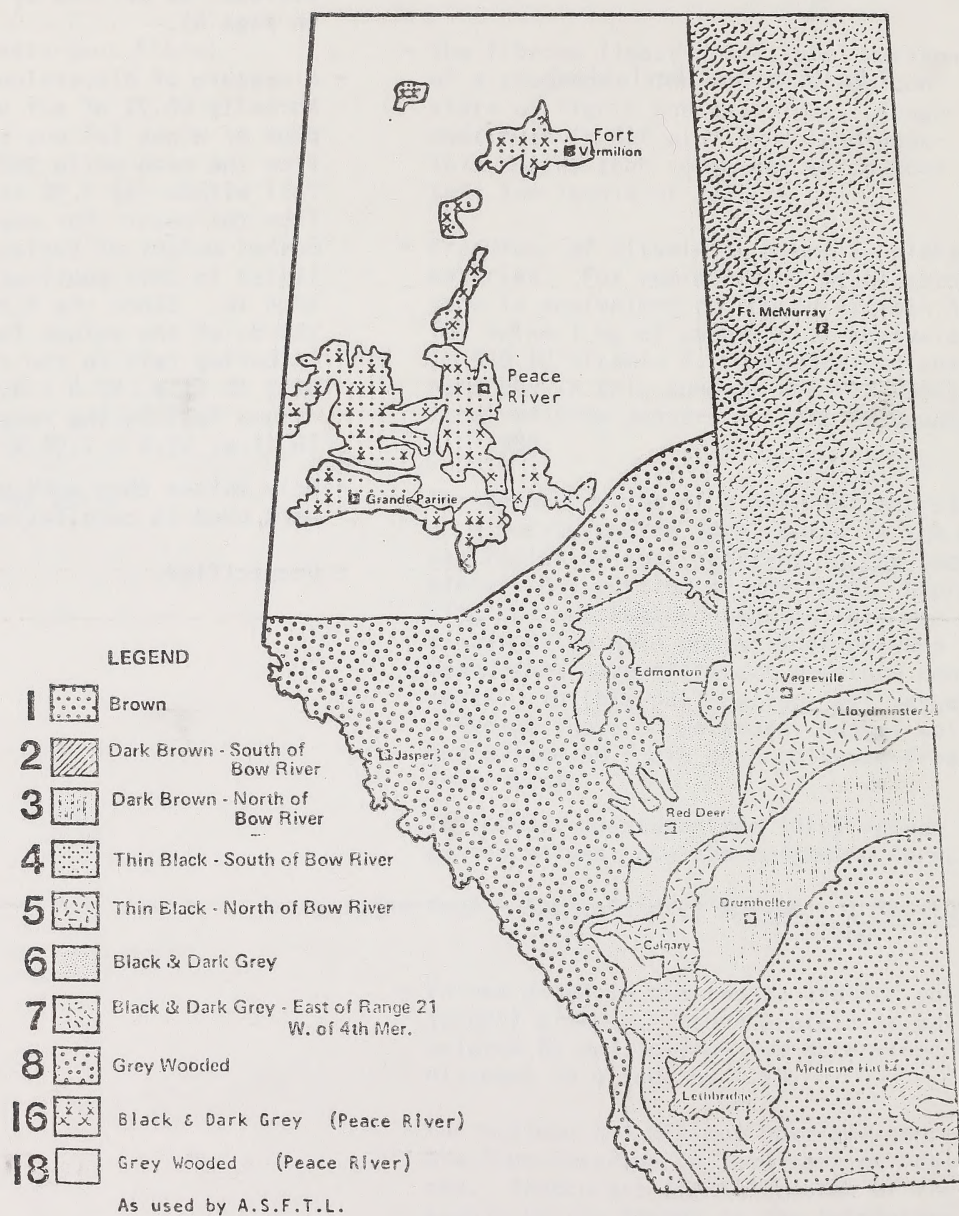 Fort
Vermilion
Ft. McMurray
Peace
River
Grande Paririe
Edmonton
Vegreville
Lloydminster
Jasper
Red Deer
Drumheller
Calgary
Medicine Hat
Lethbridge
LEGEND
1 Brown
2 Dark Brown - South of
Bow River
3 Dark Brown - North of
Bow River
4 Thin Black - South of Bow River
5 Thin Black - North of Bow River
6 Black & Dark Grey
7 Black & Dark Grey - East of Range 21
W. of 4th Mer.
8 Grey Wooded
16 Black & Dark Grey (Peace River)
18 Grey Wooded (Peace River)
As used by A.S.F.T.L.